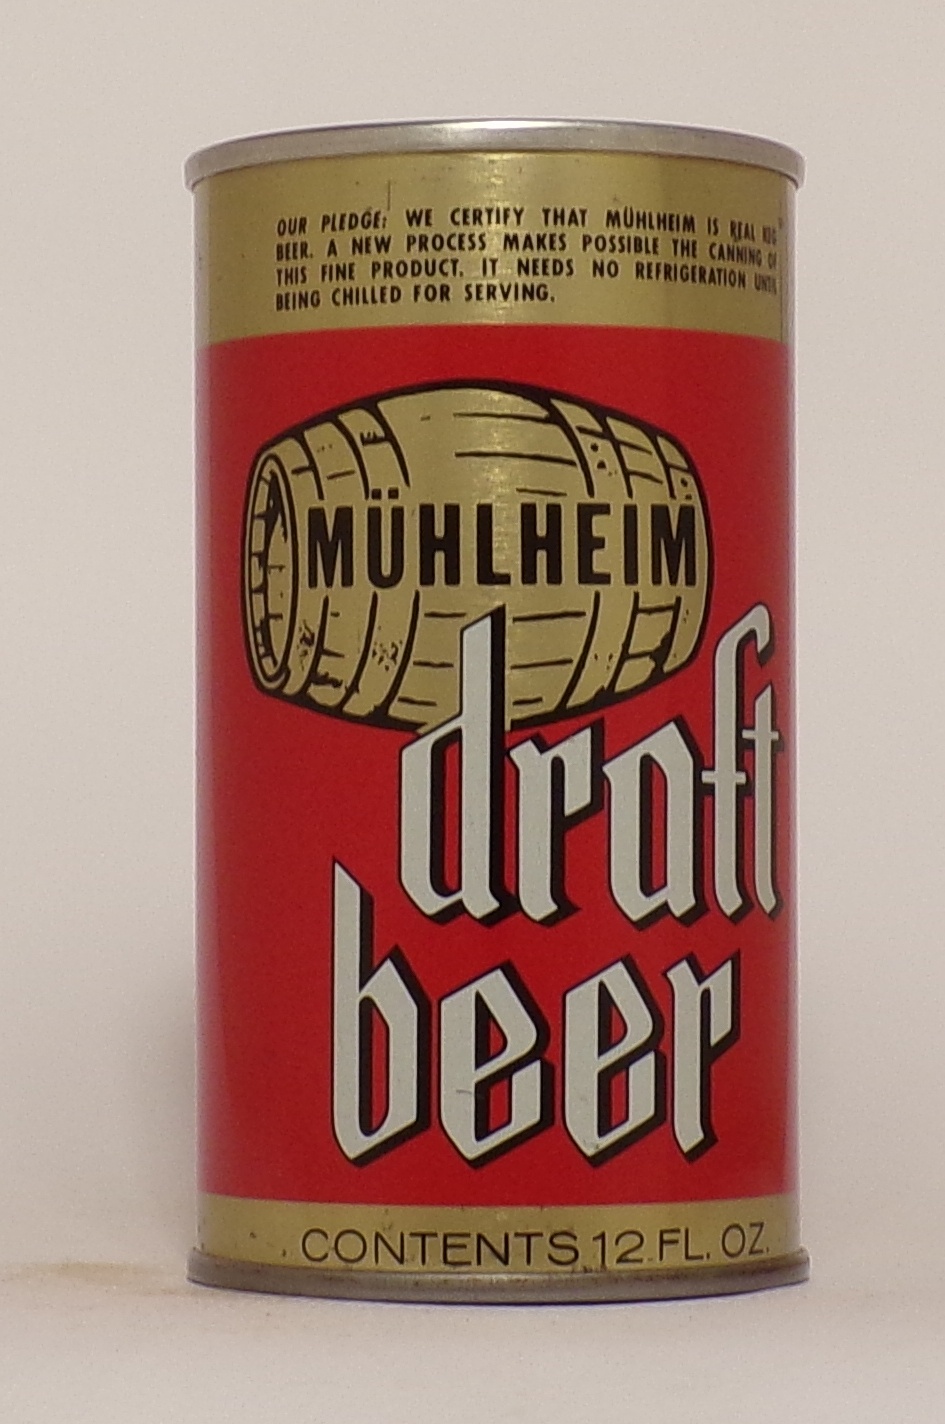 OUR PLEDGE: WE CERTIFY THAT MÜHLHEIM IS REAL KEG
BEER. A NEW PROCESS MAKES POSSIBLE THE CANNING OF
THIS FINE PRODUCT. IT NEEDS NO REFRIGERATION UNTIL
BEING CHILLED FOR SERVING.
MÜHLHEIM
draft
beer
CONTENTS 12 FL. OZ.